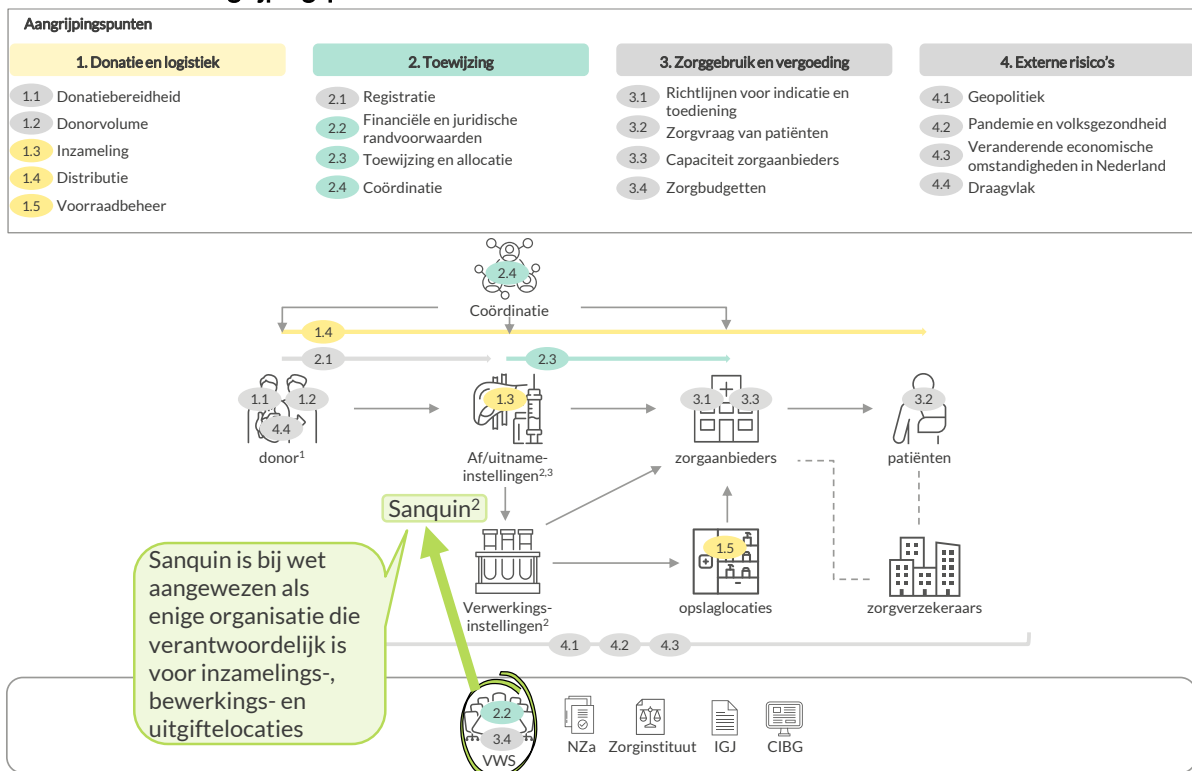 Aangrijpingspunten
1. Donatie en logistiek
1.1 Donatiebereidheid
1.2 Donorvolume
1.3 Inzameling
1.4 Distributie
1.5 Voorraadbeheer
2. Toewijzing
2.1 Registratie
2.2 Financiële en juridische
randvoorwaarden
2.3 Toewijzing en allocatie
2.4 Coördinatie
3. Zorggebruik en vergoeding
3.1 Richtlijnen voor indicatie en
toediening
3.2 Zorgvraag van patiënten
3.3 Capaciteit zorgaanbieders
3.4 Zorgbudgetten
4. Externe risico's
4.1 Geopolitiek
4.2 Pandemie en volksgezondheid
4.3 Veranderende economische
omstandigheden in Nederland
4.4 Draagvlak
2.4
Coördinatie
1.4
2.1
2.3
1.1 1.2
4.4
donor¹
1.3
Af/uitname-
instellingen²,³
3.1 3.3
zorgaanbieders
3.2
patiënten
Sanquin²
Sanquin is bij wet
aangewezen als
enige organisatie die
verantwoordelijk is
voor inzamelings-,
bewerkings- en
uitgiftelocaties
Verwerkings-
instellingen²
1.5
opslaglocaties
zorgverzekeraars
4.1 4.2 4.3
2.2
3.4
VWS
NZa
Zorginstituut
IGJ
CIBG